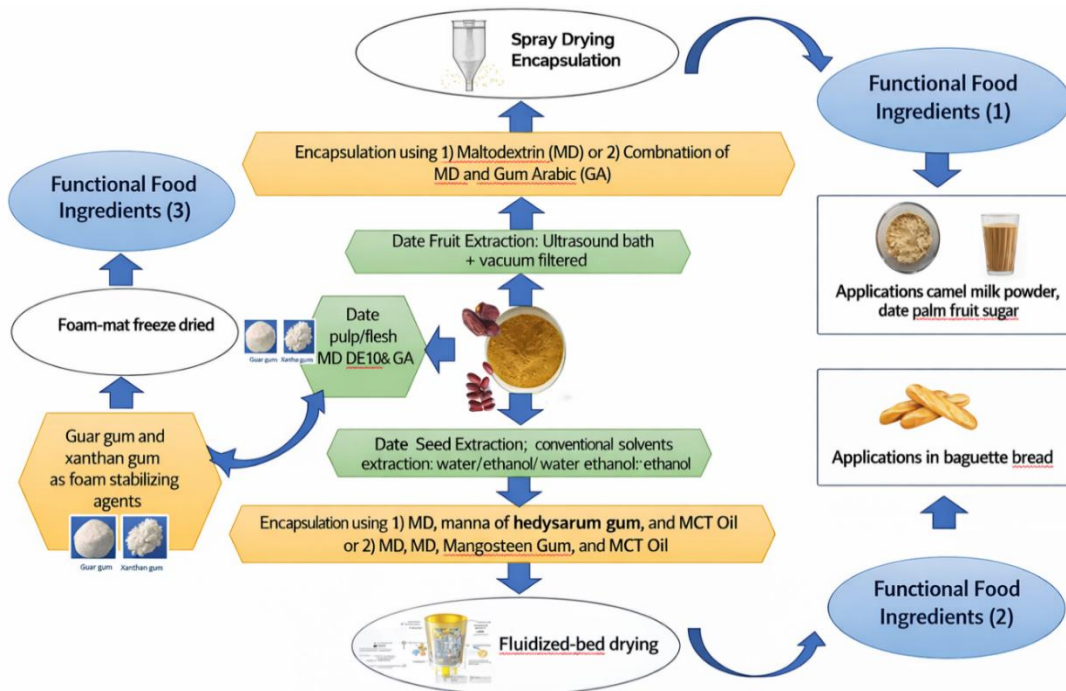 Spray Drying
Encapsulation
Functional Food
Ingredients (1)
Encapsulation using 1) Maltodextrin (MD) or 2) Combnatiion of
MD and Gum Arabic (GA)
Functional Food
Ingredients (3)
Date Fruit Extraction: Ultrasound bath
+ vacuum filtered
Applications camel milk powder,
date palm fruit sugar
Foam-mat freeze dried
Guar gum
Xantha gums
Date
pulp/flesh
MD DE10& GA
Guar gum and
xanthan gum
as foam stabilizing
agents
Guar gum
Xanthan gum
Date Seed Extraction; conventional solvents
extraction: water/ethanol/ water ethanol:ethanol
Applications in baguette bread
Encapsulation using 1) MD, manna of hedysarum gum, and MCT Oil
or 2) MD, MD, Mangosteen Gum, and MCT Oil
Functional Food
Ingredients (2)
Fluidized-bed drying